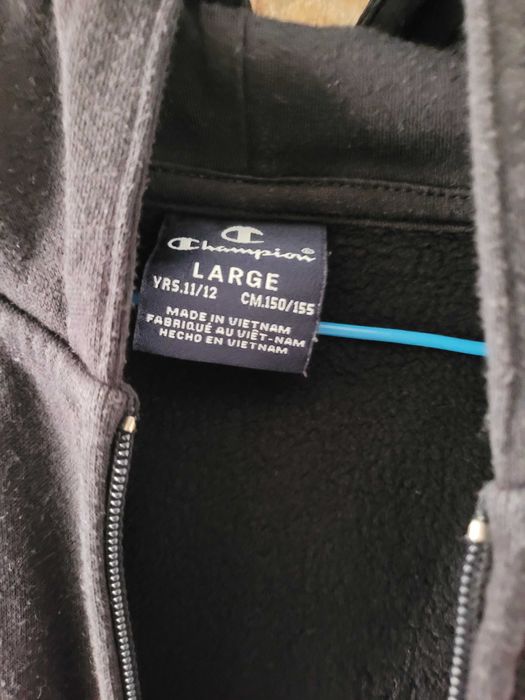 Champion®
LARGE
YRS.11/12 CM.150/155
MADE IN VIETNAM
FABRIQUÉ AU VIÊT-NAM
HECHO EN VIETNAM